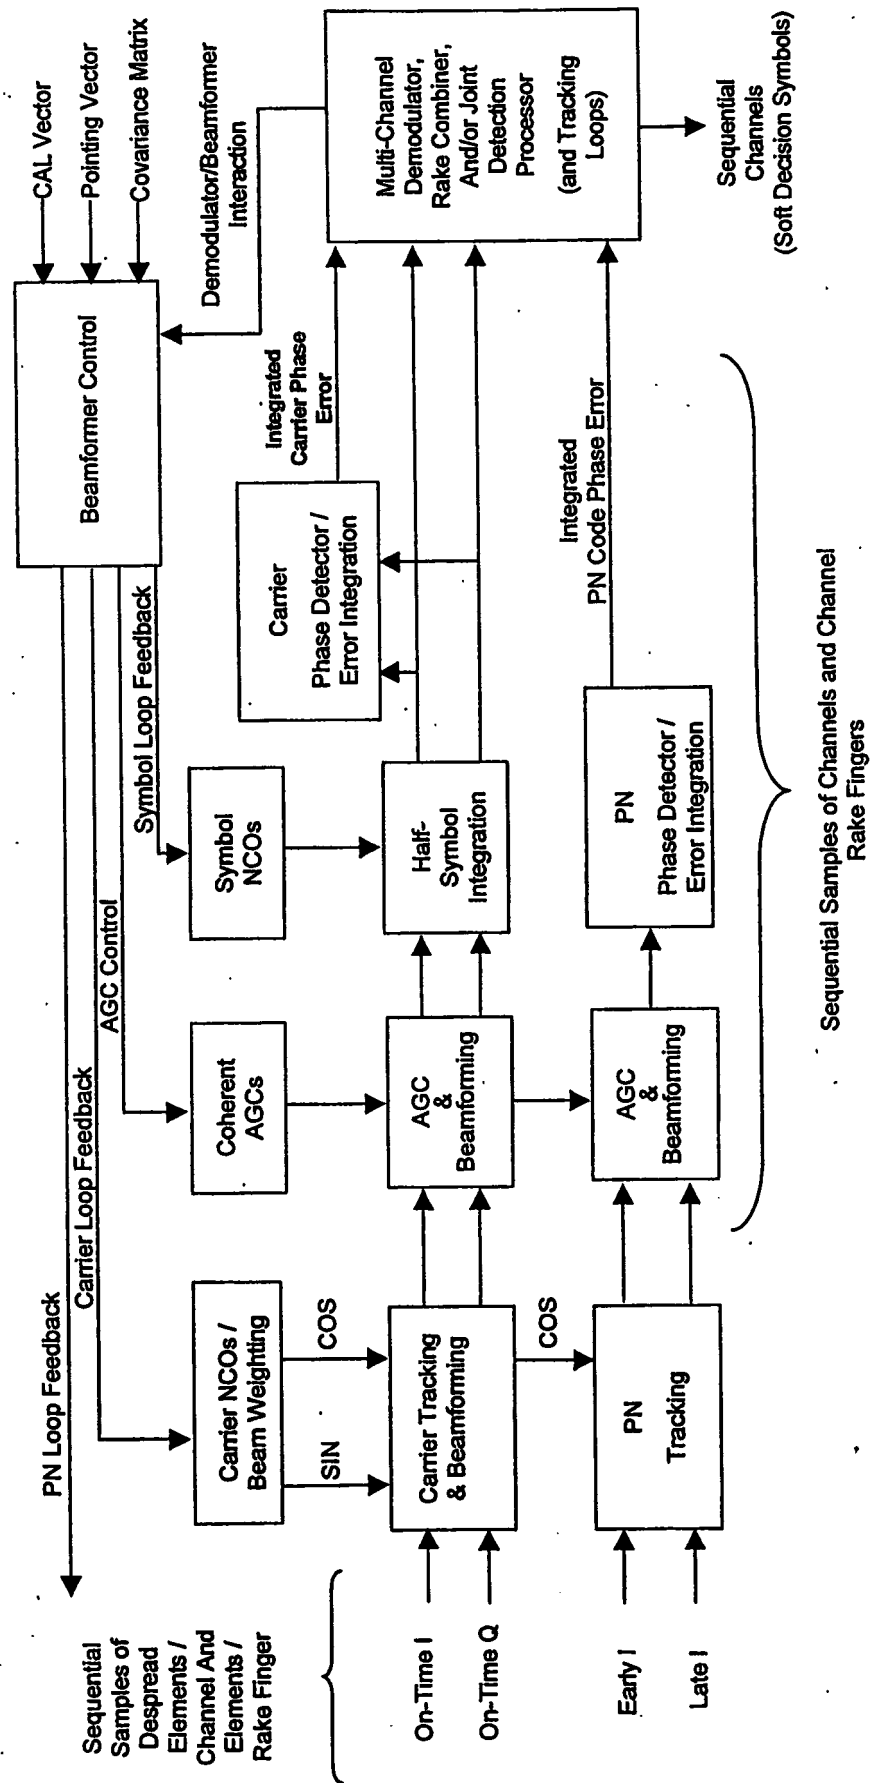 PN Loop Feedback
Carrier Loop Feedback
AGC Control
Symbol Loop Feedback
Beamformer Control
CAL Vector
Pointing Vector
Covariance Matrix
Demodulator/Beamformer
Interaction
Sequential
Samples of
Despread
Elements /
Channel And
Elements /
Rake Finger
Carrier NCOs /
Beam Weighting
Coherent
AGCs
Symbol
NCOs
Carrier
Phase Detector /
Error Integration
Integrated
Carrier Phase
Error
SIN
COS
On-Time I
On-Time Q
Carrier Tracking
& Beamforming
AGC
&
Beamforming
Half-
Symbol
Integration
Multi-Channel
Demodulator,
Rake Combiner,
And/or Joint
Detection
Processor
(and Tracking
Loops)
COS
Early I
Late I
PN
Tracking
AGC
&
Beamforming
PN
Phase Detector /
Error Integration
Integrated
PN Code Phase Error
Sequential
Channels
(Soft Decision Symbols)
Sequential Samples of Channels and Channel
Rake Fingers